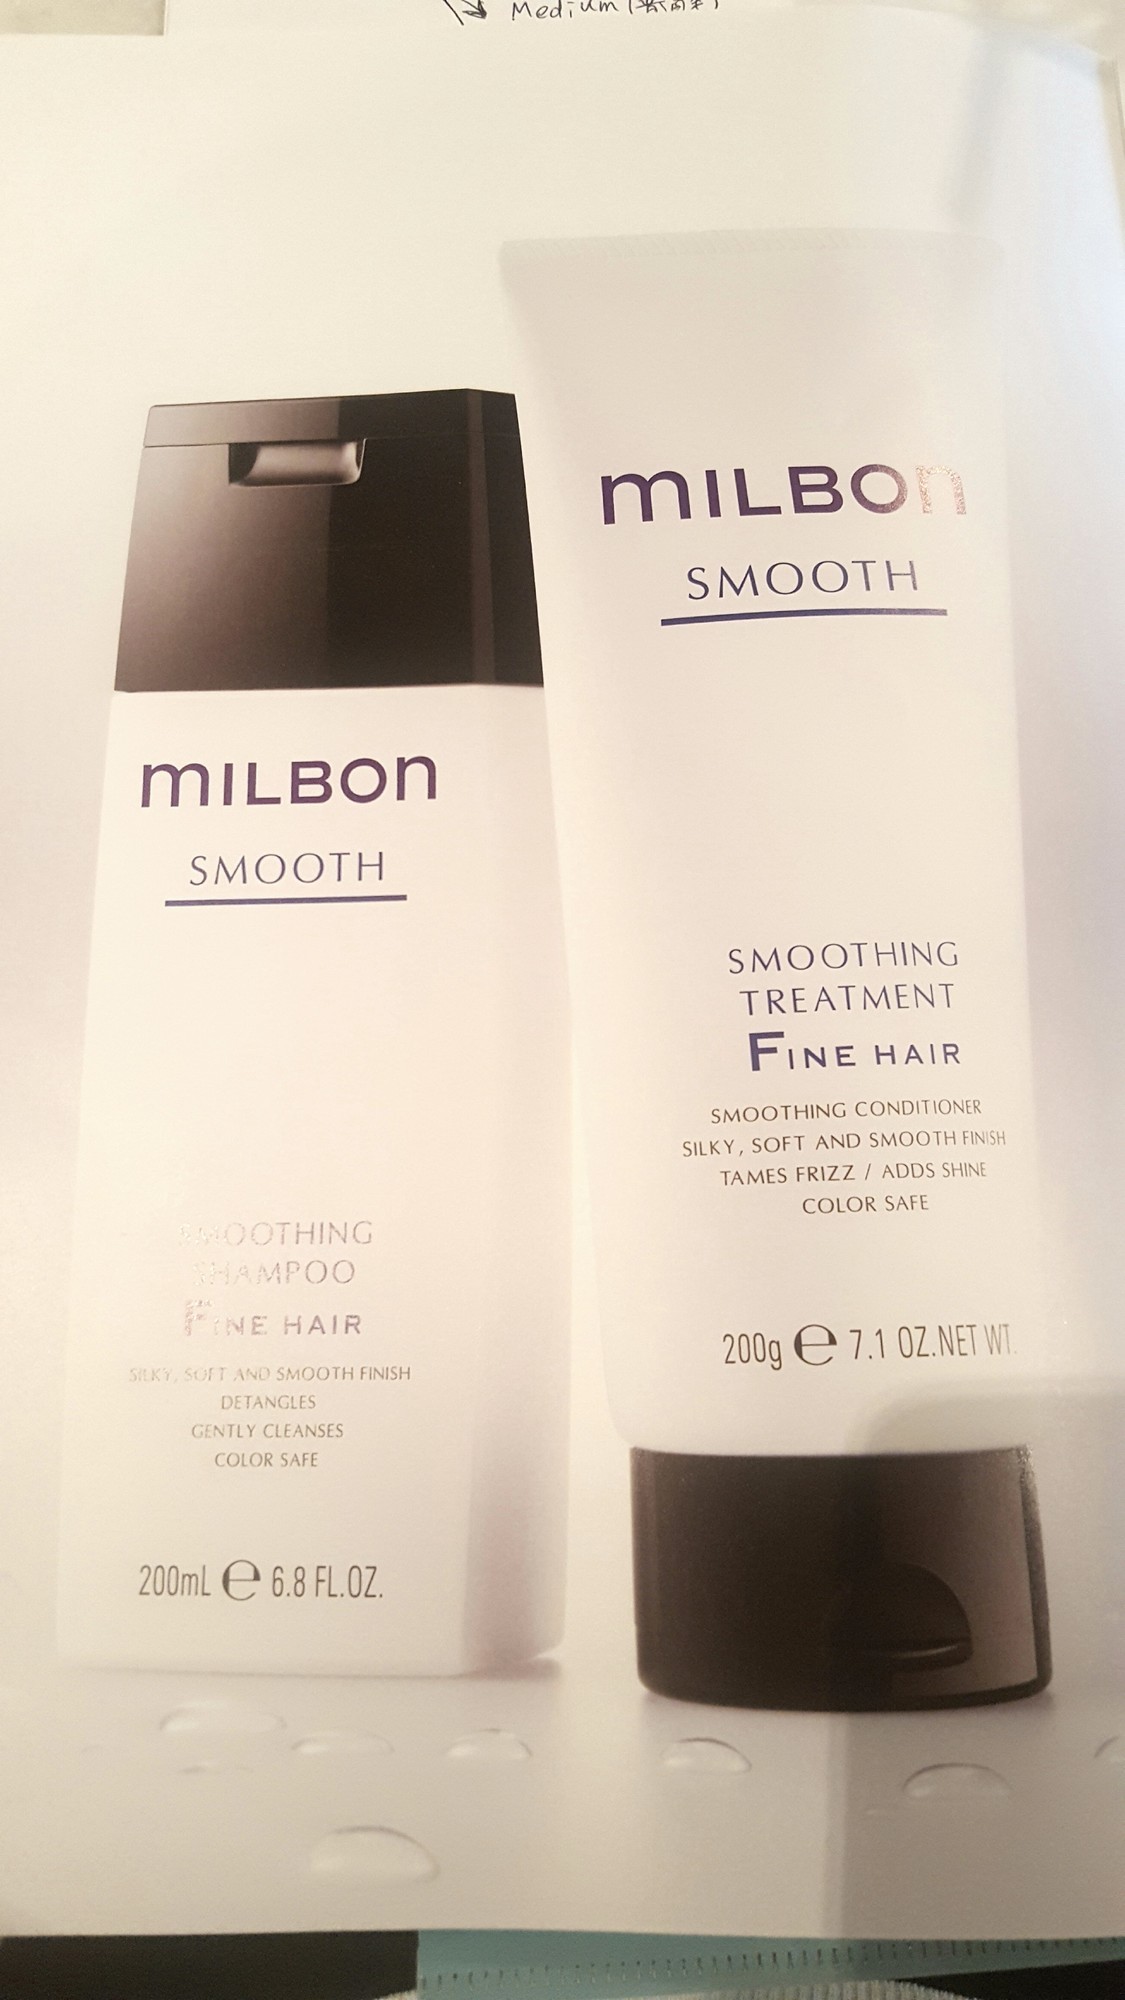 Medium
milbon
SMOOTH
SMOOTHING
TREATMENT
FINE HAIR
SMOOTHING CONDITIONER
SILKY, SOFT AND SMOOTH FINISH
TAMES FRIZZ / ADDS SHINE
COLOR SAFE
200g e 7.1 OZ.NET WT.
milbon
SMOOTH
SMOOTHING
SHAMPOO
FINE HAIR
SILKY, SOFT AND SMOOTH FINISH
DETANGLES
GENTLY CLEANSES
COLOR SAFE
200mL e 6.8 FL.OZ.